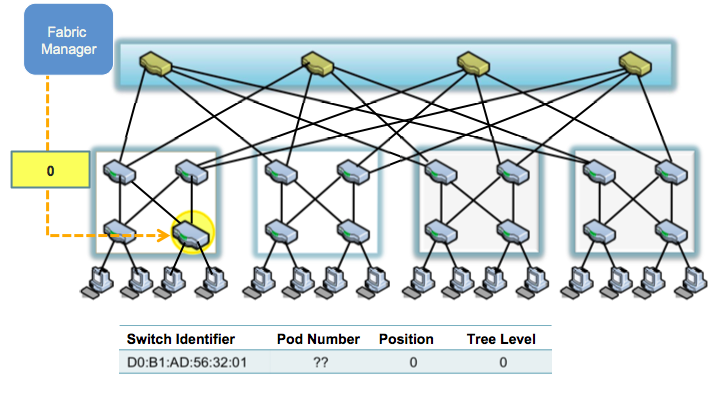 Fabric
Manager
0
Switch Identifier Pod Number Position Tree Level
D0:B1:AD:56:32:01 ?? 0 0